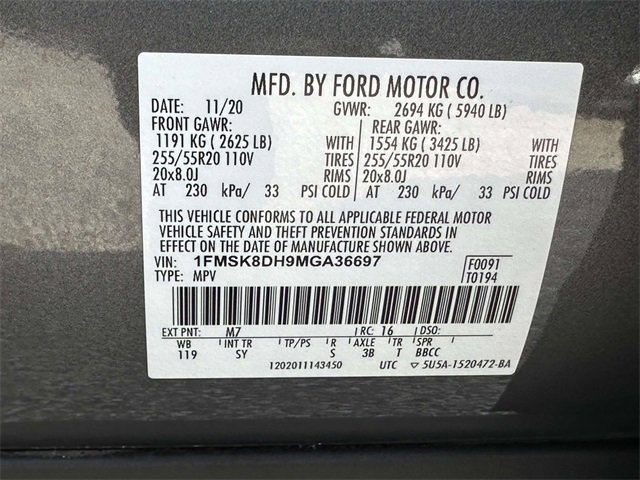 MFD. BY FORD MOTOR CO.
DATE: 11/20 GVWR: 2694 KG ( 5940 LB)
FRONT GAWR: REAR GAWR:
1191 KG ( 2625 LB) WITH 1554 KG ( 3425 LB) WITH
255/55R20 110V TIRES 255/55R20 110V TIRES
20x8.0J RIMS 20x8.0J RIMS
AT 230 kPa/ 33 PSI COLD AT 230 kPa/ 33 PSI COLD
THIS VEHICLE CONFORMS TO ALL APPLICABLE FEDERAL MOTOR
VEHICLE SAFETY AND THEFT PREVENTION STANDARDS IN
EFFECT ON THE DATE OF MANUFACTURE SHOWN ABOVE.
VIN: 1FMSK8DH9MGA36697 F0091
TYPE: MPV T0194
EXT PNT: M7 RC: 16 DSO:
WB INT TR TP/PS R AXLE TR SPR
119 SY S 3B T BBCC
1202011143450 UTC ▽ 5U5A-1520472-BA